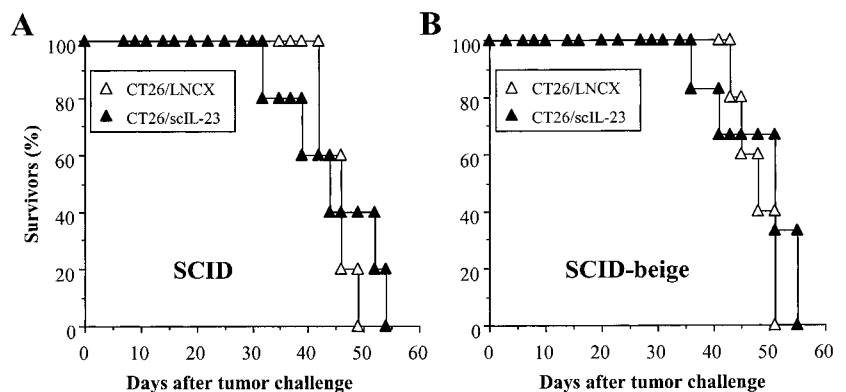 A
B
100
80
60
40
20
0
Survivors (%)
CT26/LNCX
CT26/scIL-23
SCID
0 10 20 30 40 50 60
Days after tumor challenge
100
80
60
40
20
0
CT26/LNCX
CT26/scIL-23
SCID-beige
0 10 20 30 40 50 60
Days after tumor challenge